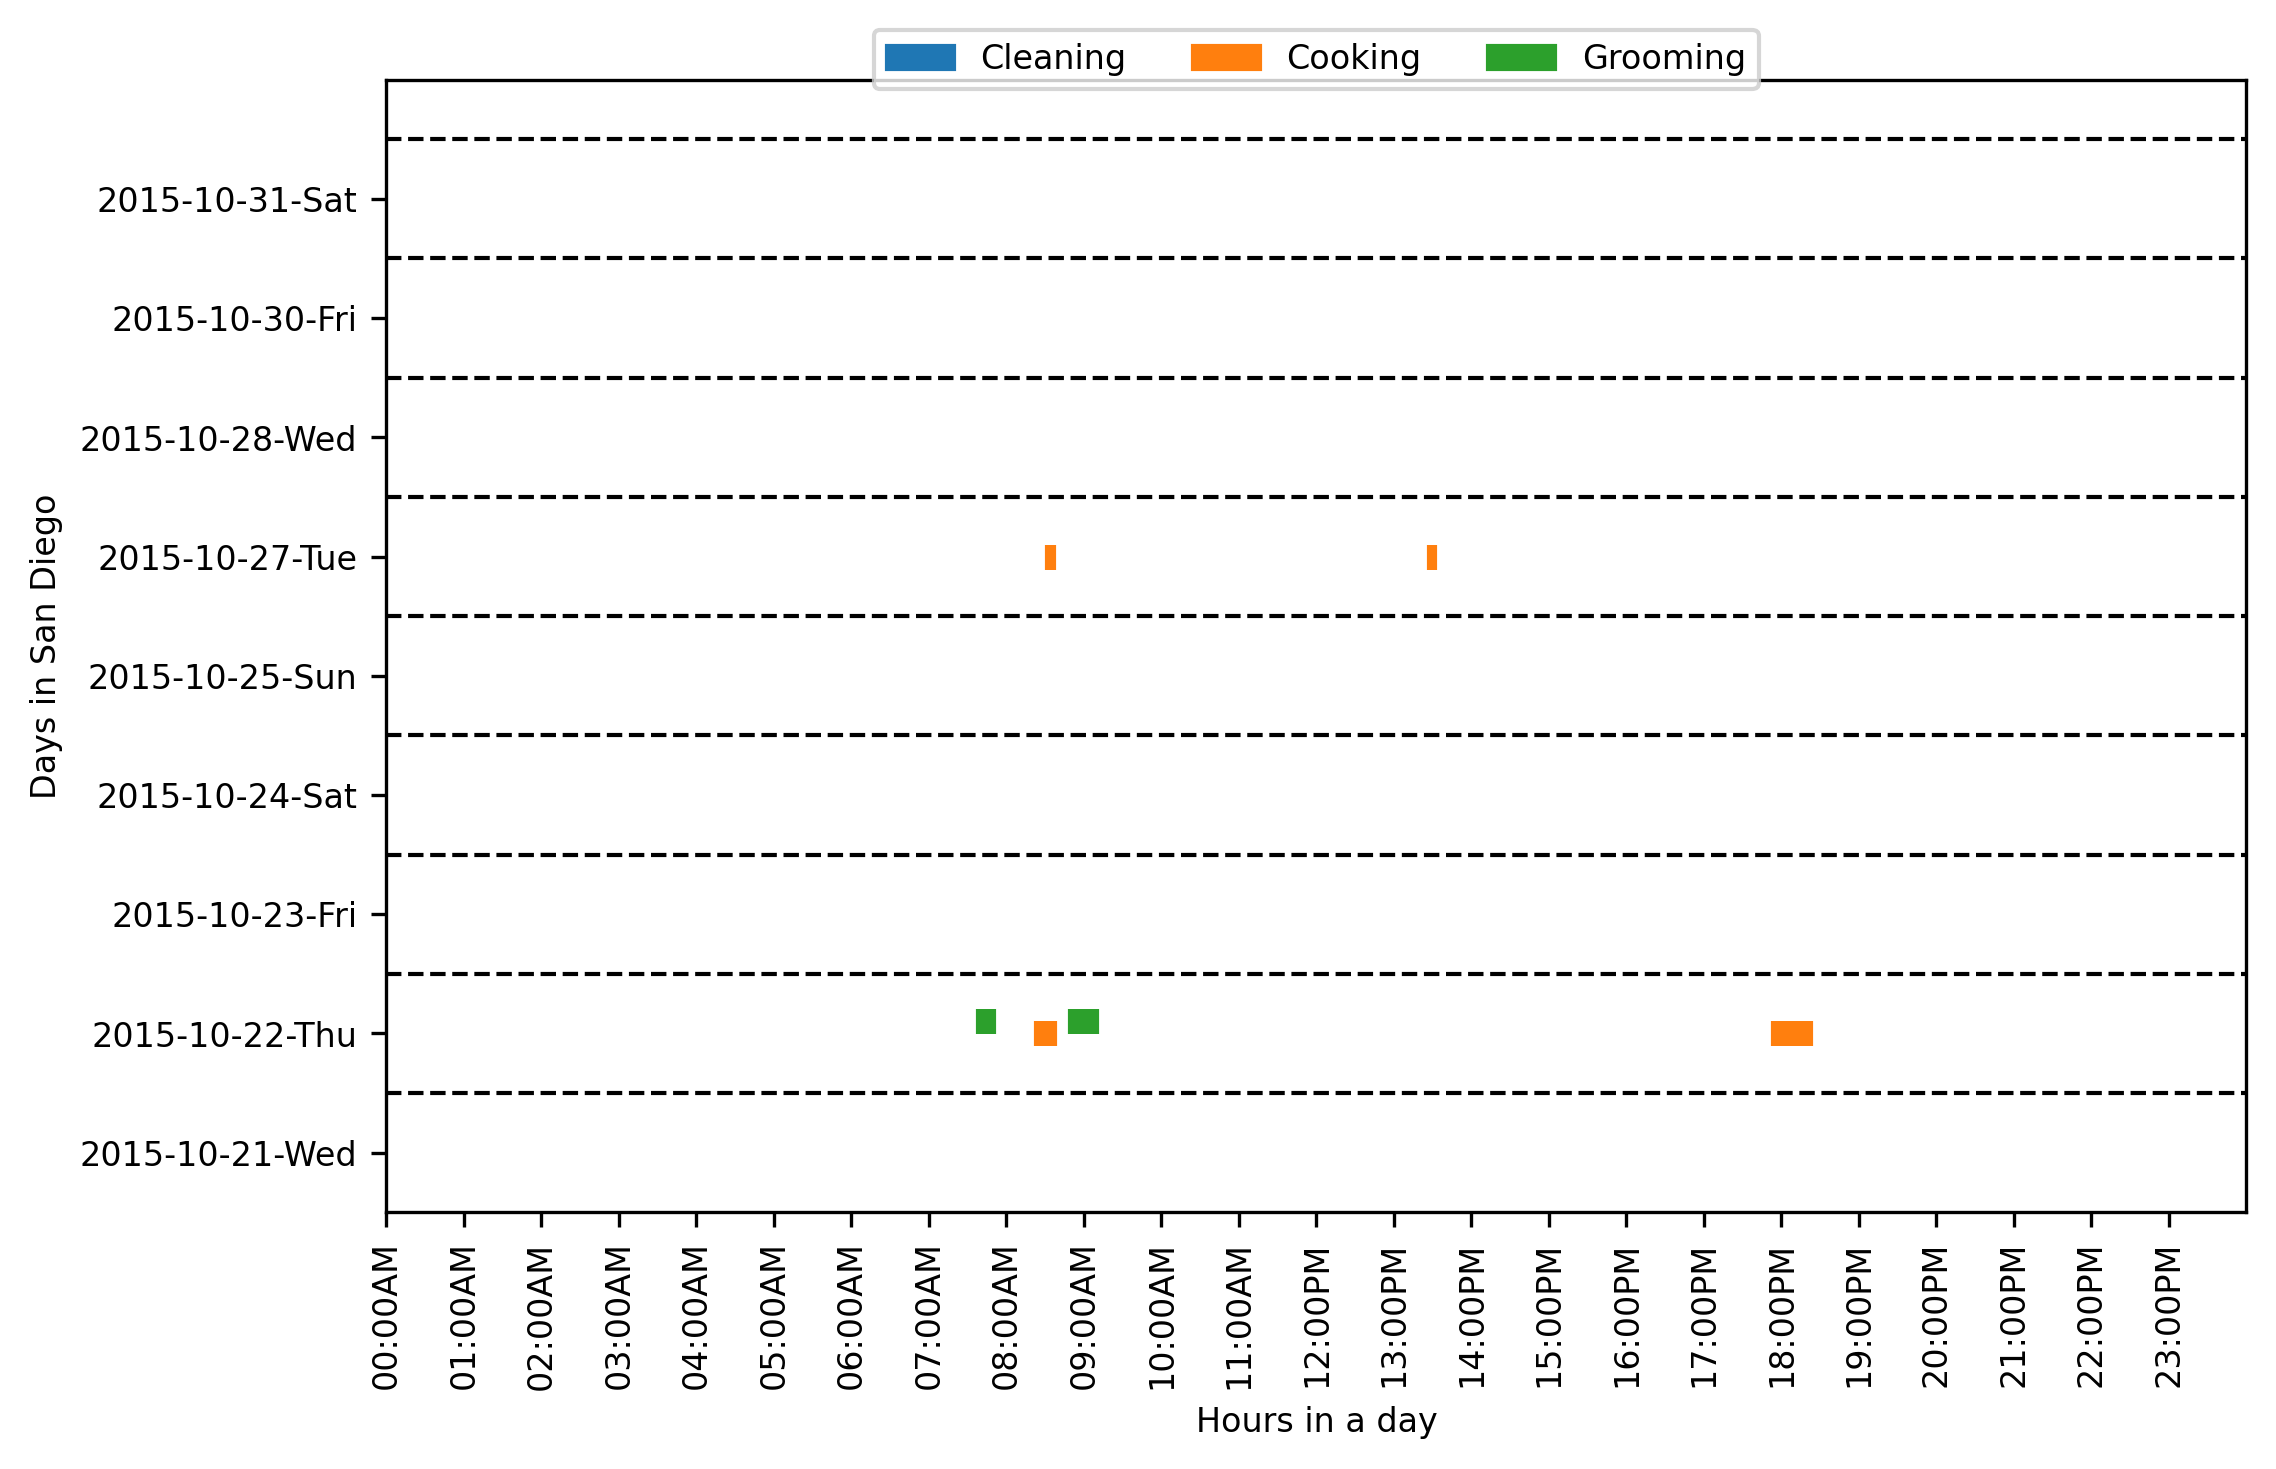 Cleaning Cooking Grooming
2015-10-31-Sat
2015-10-30-Fri
2015-10-28-Wed
2015-10-27-Tue
2015-10-25-Sun
2015-10-24-Sat
2015-10-23-Fri
2015-10-22-Thu
2015-10-21-Wed
Days in San Diego
00:00AM
01:00AM
02:00AM
03:00AM
04:00AM
05:00AM
06:00AM
07:00AM
08:00AM
09:00AM
10:00AM
11:00AM
12:00PM
13:00PM
14:00PM
15:00PM
16:00PM
17:00PM
18:00PM
19:00PM
20:00PM
21:00PM
22:00PM
23:00PM
Hours in a day